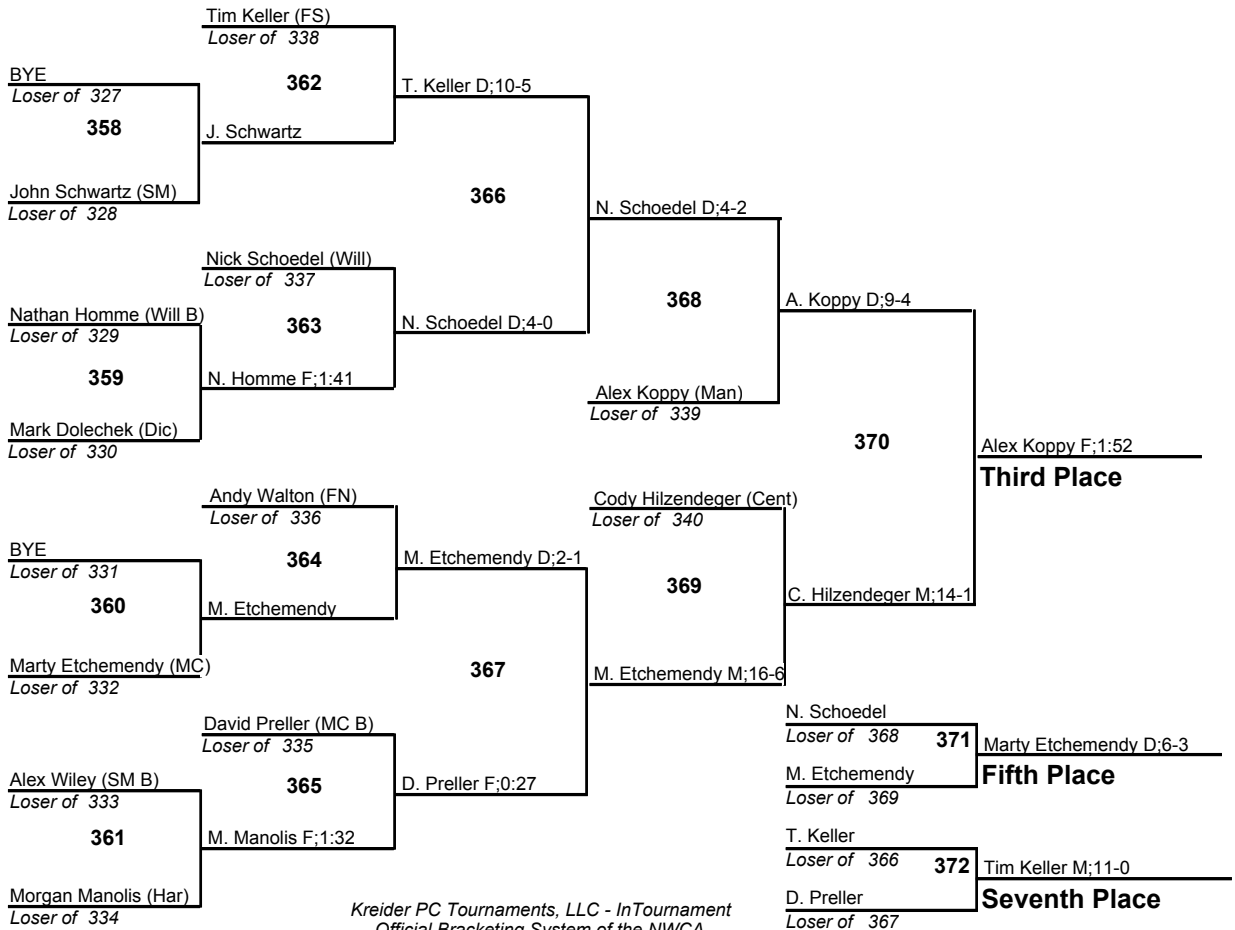 Tim Keller (FS)
Loser of 338
BYE
Loser of 327
362
T. Keller D;10-5
358
J. Schwartz
John Schwartz (SM)
Loser of 328
366
N. Schoedel D;4-2
Nick Schoedel (Will)
Loser of 337
Nathan Homme (Will B)
Loser of 329
363
N. Schoedel D;4-0
368
A. Koppy D;9-4
359
N. Homme F;1:41
Alex Koppy (Man)
Loser of 339
Mark Dolechek (Dic)
Loser of 330
370
Alex Koppy F;1:52
Third Place
Andy Walton (FN)
Loser of 336
Cody Hilzendeger (Cent)
Loser of 340
BYE
Loser of 331
364
M. Etchemendy D;2-1
369
C. Hilzendeger M;14-1
360
M. Etchemendy
Marty Etchemendy (MC)
Loser of 332
367
M. Etchemendy M;16-6
David Preller (MC B)
Loser of 335
N. Schoedel
Loser of 368
371
Marty Etchemendy D;6-3
Fifth Place
M. Etchemendy
Loser of 369
Alex Wiley (SM B)
Loser of 333
365
D. Preller F;0:27
361
M. Manolis F;1:32
T. Keller
Loser of 366
372
Tim Keller M;11-0
Seventh Place
D. Preller
Loser of 367
Morgan Manolis (Har)
Loser of 334
Kreider PC Tournaments, LLC - InTournament
Official Bracketing System of the NWCA